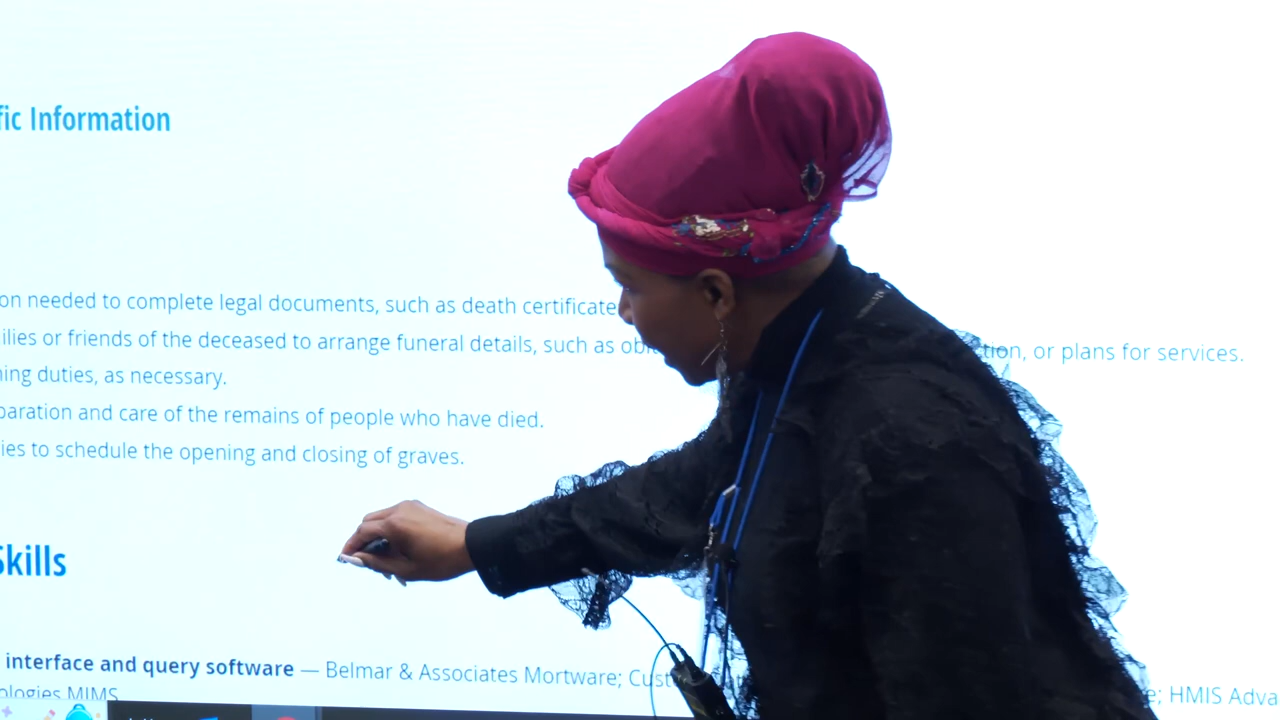 fic Information
on needed to complete legal documents, such as death certificate
ilies or friends of the deceased to arrange funeral details, such as obi tion, or plans for services.
ning duties, as necessary.
paration and care of the remains of people who have died.
ies to schedule the opening and closing of graves.
Skills
interface and query software — Belmar & Associates Mortware; Cust e; HMIS Adva
ologies MIMS